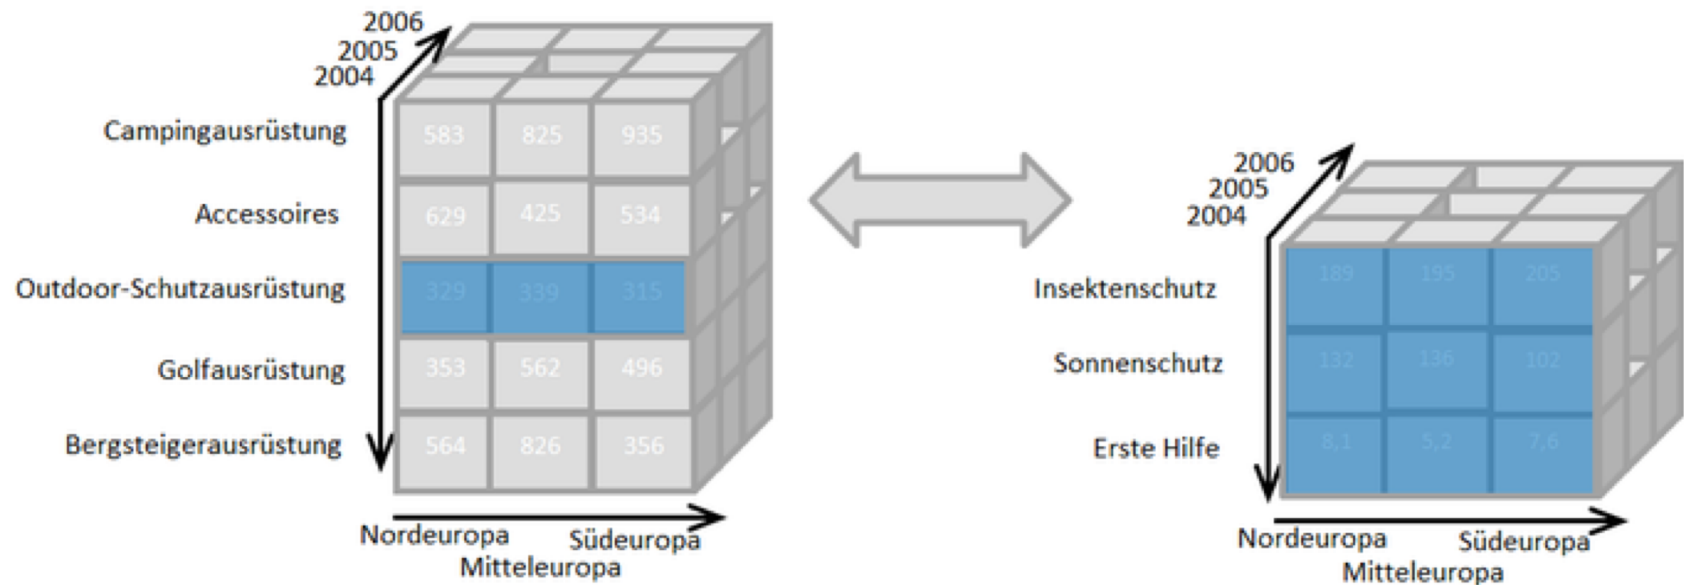 2006
2005
2004
Campingausrüstung
583 825 935
Accessoires
629 425 534
Outdoor-Schutzausrüstung
329 339 315
Golfausrüstung
353 562 496
Bergsteigerausrüstung
564 826 356
Nordeuropa
Südeuropa
Mitteleuropa
2006
2005
2004
Insektenschutz
189 195 205
Sonnenschutz
132 136 102
Erste Hilfe
8,1 5,2 7,6
Nordeuropa
Südeuropa
Mitteleuropa